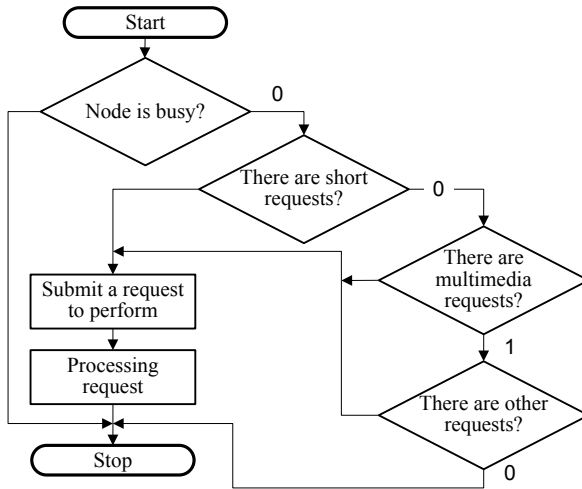 Start
Node is busy?
0
There are short
requests?
0
There are
multimedia
requests?
1
Submit a request
to perform
Processing
request
There are other
requests?
0
Stop